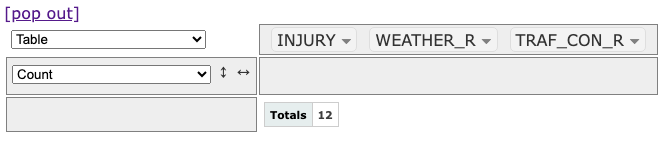 [pop out]
Table
INJURY WEATHER_R TRAF_CON_R
Count
Totals 12